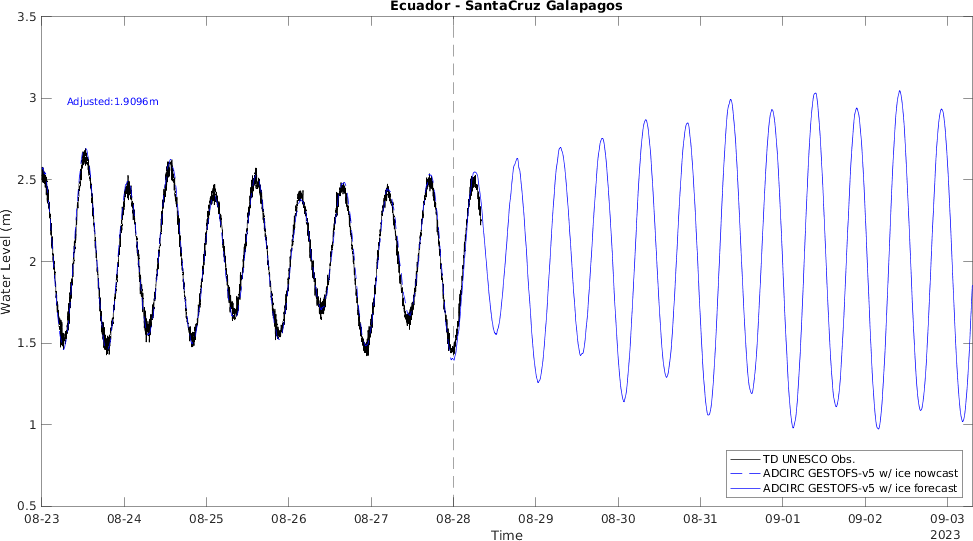 Ecuador - SantaCruz Galapagos
3.5
3
2.5
2
1.5
1
0.5
Water Level (m)
Adjusted:1.9096m
TD UNESCO Obs.
ADCIRC GESTOFS-v5 w/ ice nowcast
ADCIRC GESTOFS-v5 w/ ice forecast
08-23 08-24 08-25 08-26 08-27 08-28 08-29 08-30 08-31 09-01 09-02 09-03
2023
Time